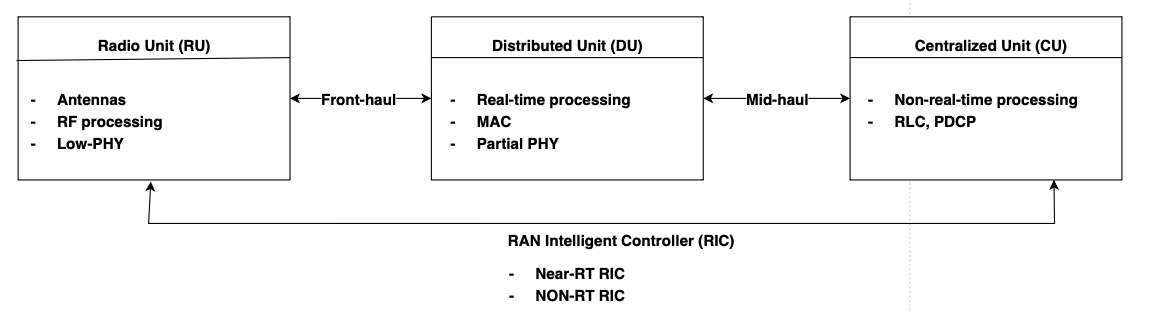 Radio Unit (RU)
- Antennas
- RF processing
- Low-PHY
Front-haul
Distributed Unit (DU)
- Real-time processing
- MAC
- Partial PHY
Mid-haul
Centralized Unit (CU)
- Non-real-time processing
- RLC, PDCP
RAN Intelligent Controller (RIC)
- Near-RT RIC
- NON-RT RIC